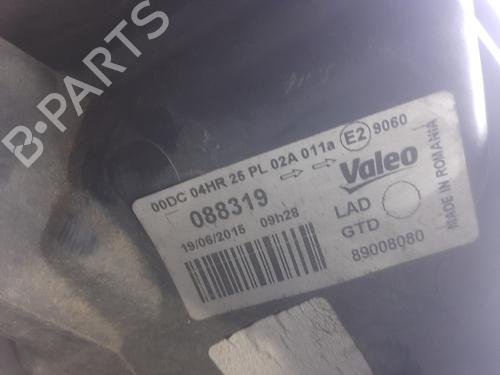 B-PARTS
00DC 04HR 25 PL 02A 011a E2 9060
088319
Valeo
19/06/2015 09h28
LAD
GTD
89008080
MADE IN ROMANIA